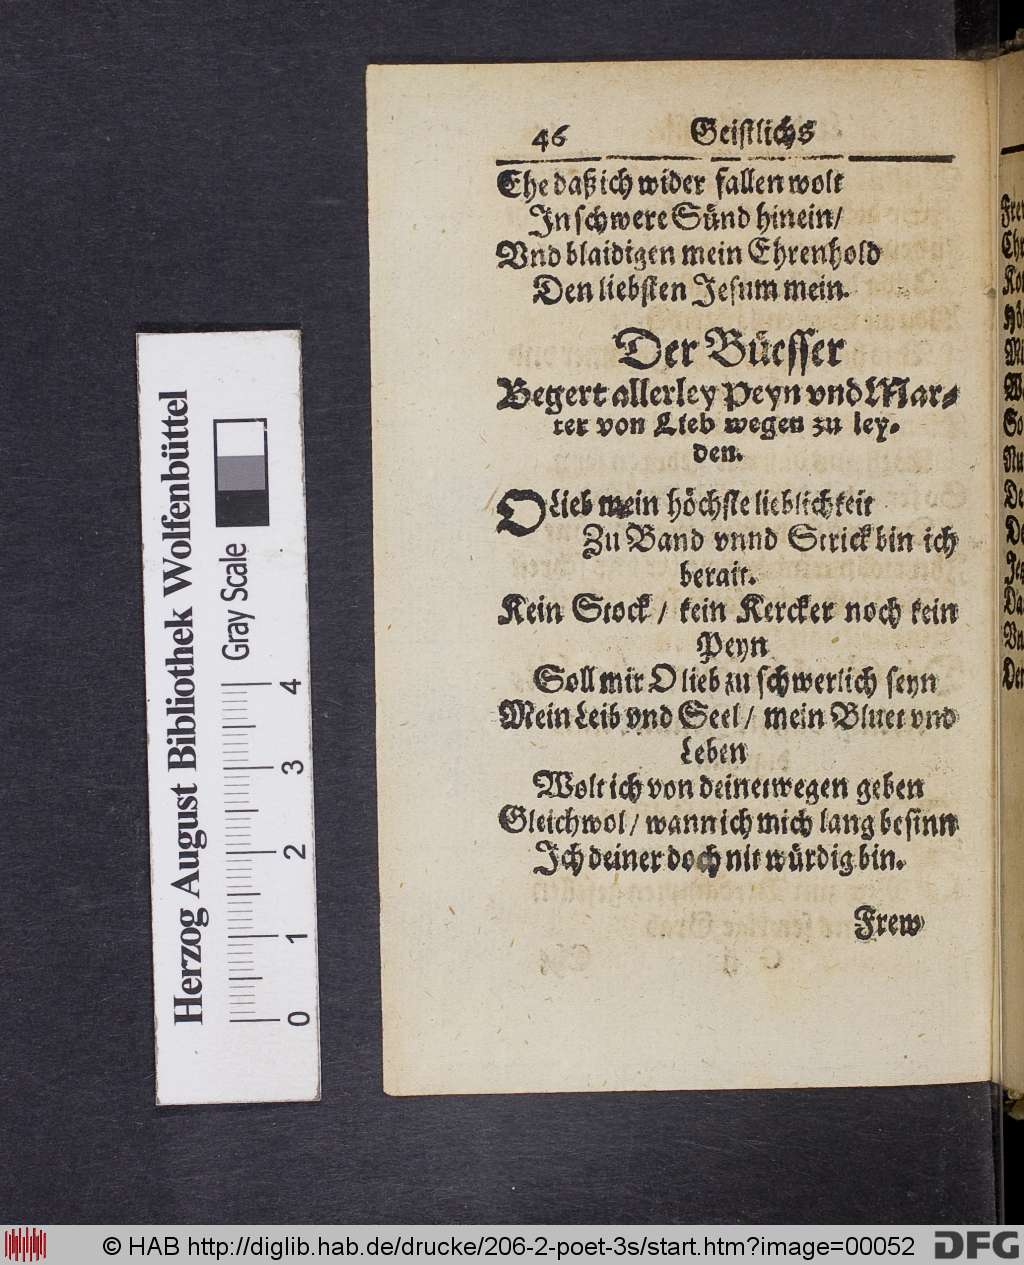 46 Geistlichs
Ehe daß ich wider fallen wolt
In schwere Sünd hinein/
Vnd blaidigen mein Ehrenhold
Den liebsten Jesum mein.
Der Büesser
Begert allerley Peyn vnd Mar-
ter von Lieb wegen zu ley-
den.
O Lieb mein höchste lieblichkeit
Zu Band vnnd Strick bin ich
berait.
Kein Stock / kein Kercker noch kein
Peyn
Soll mir O lieb zu schwerlich seyn
Mein Leib vnd Seel / mein Bluet vnd
Leben
Wolt ich von deinetwegen geben
Gleichwol / wann ich mich lang besinn
Ich deiner doch nit würdig bin.
Frew
Herzog August Bibliothek Wolfenbüttel
Gray Scale
0 1 2 3 4
© HAB http://diglib.hab.de/drucke/206-2-poet-3s/start.htm?image=00052
DFG